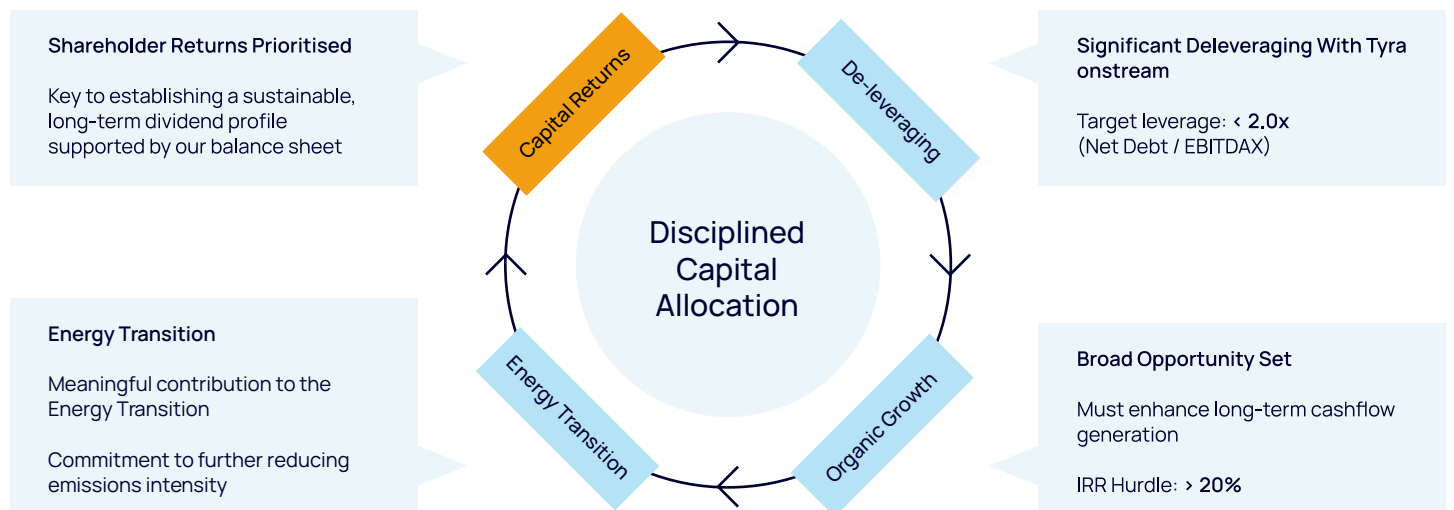 Shareholder Returns Prioritised
Key to establishing a sustainable,
long-term dividend profile
supported by our balance sheet
Capital Returns
De-leveraging
Significant Deleveraging With Tyra
onstream
Target leverage: < 2.0x
(Net Debt / EBITDAX)
Disciplined
Capital
Allocation
Energy Transition
Meaningful contribution to the
Energy Transition
Commitment to further reducing
emissions intensity
Energy Transition
Organic Growth
Broad Opportunity Set
Must enhance long-term cashflow
generation
IRR Hurdle: > 20%